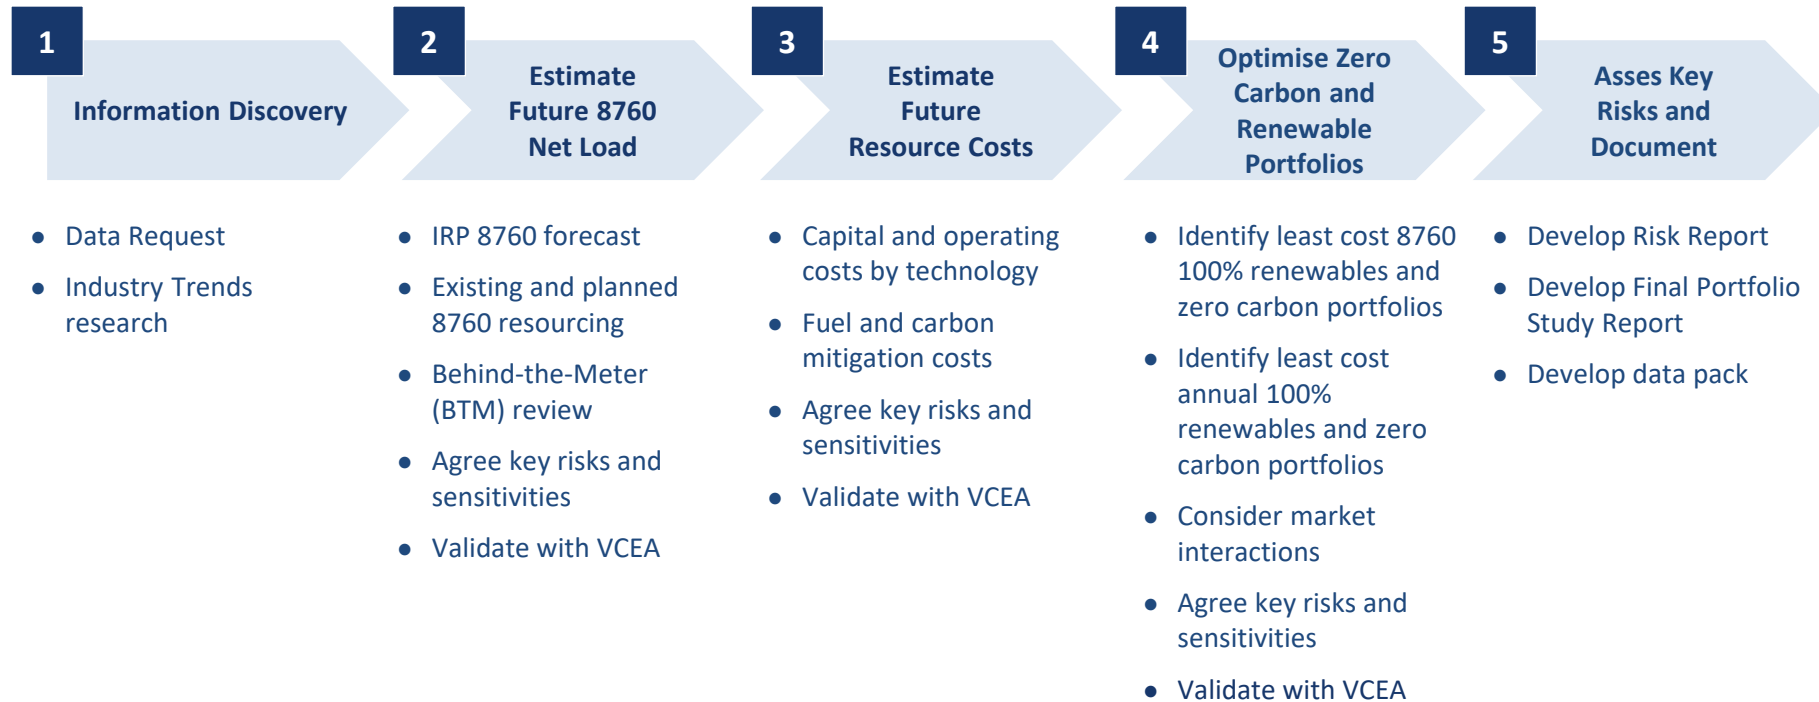 1
Information Discovery
● Data Request
● Industry Trends
research
2
Estimate
Future 8760
Net Load
● IRP 8760 forecast
● Existing and planned
8760 resourcing
● Behind-the-Meter
(BTM) review
● Agree key risks and
sensitivities
● Validate with VCEA
3
Estimate
Future
Resource Costs
● Capital and operating
costs by technology
● Fuel and carbon
mitigation costs
● Agree key risks and
sensitivities
● Validate with VCEA
4
Optimise Zero
Carbon and
Renewable
Portfolios
● Identify least cost 8760
100% renewables and
zero carbon portfolios
● Identify least cost
annual 100%
renewables and zero
carbon portfolios
● Consider market
interactions
● Agree key risks and
sensitivities
● Validate with VCEA
5
Asses Key
Risks and
Document
● Develop Risk Report
● Develop Final Portfolio
Study Report
● Develop data pack